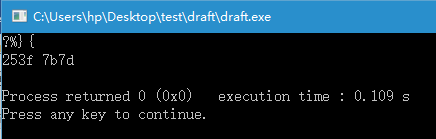 C:\Users\hp\Desktop\test\draft\draft.exe
?%}{
253f 7b7d
Process returned 0 (0x0)   execution time : 0.109 s
Press any key to continue.